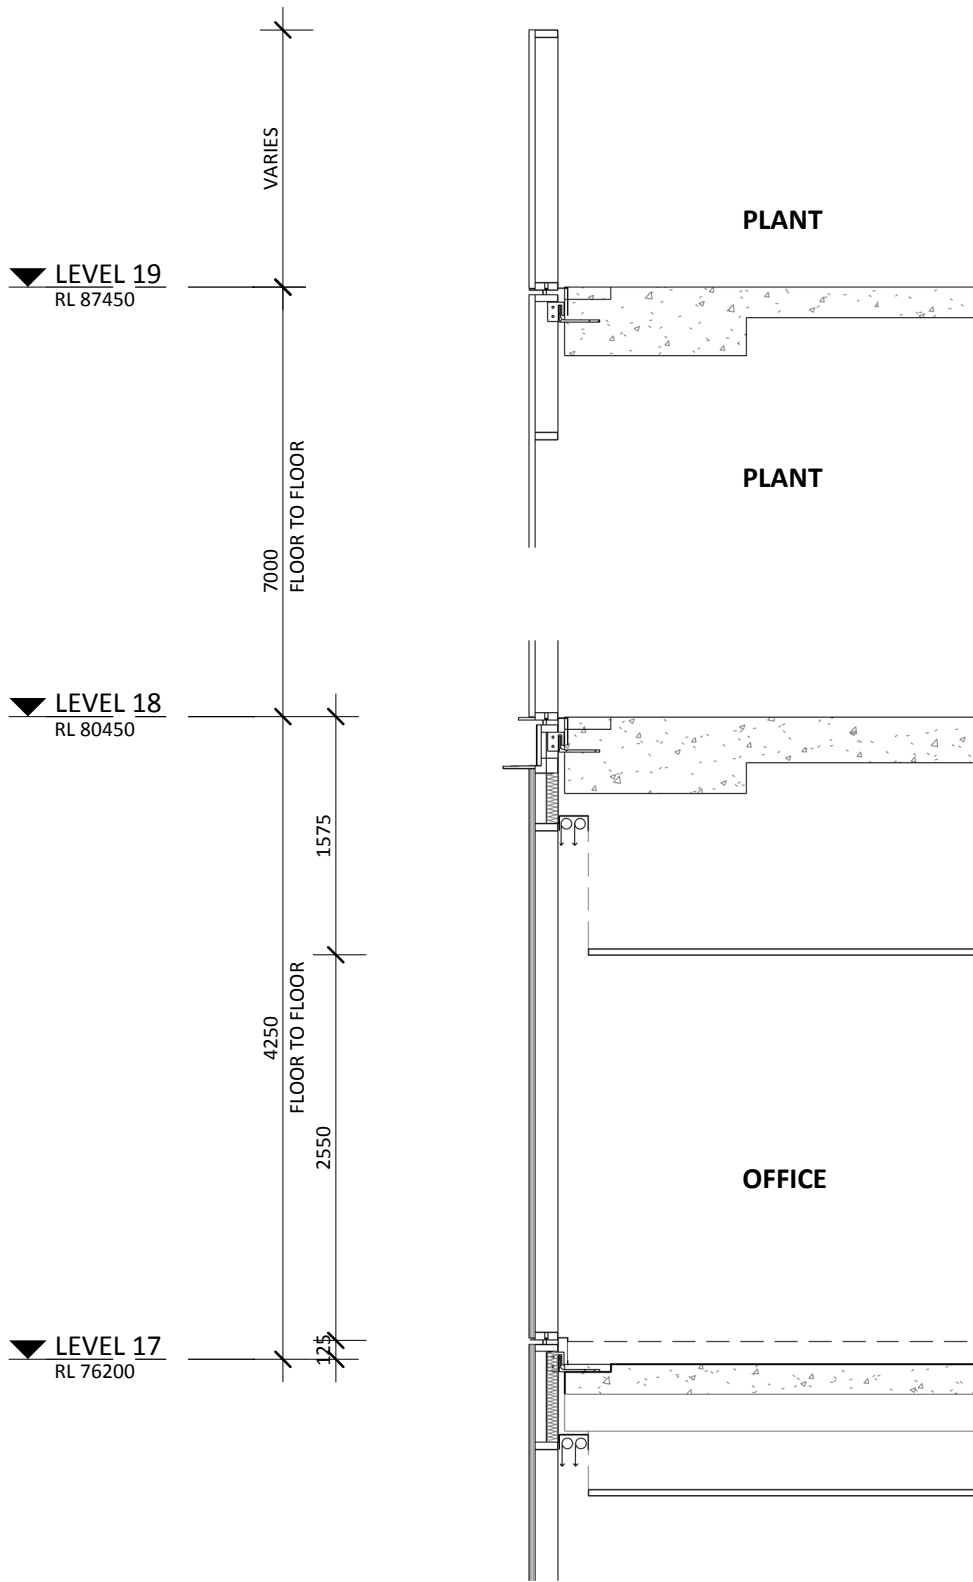 VARIES
PLANT
LEVEL 19
RL 87450
7000
FLOOR TO FLOOR
PLANT
LEVEL 18
RL 80450
1575
4250
FLOOR TO FLOOR
2550
OFFICE
125
LEVEL 17
RL 76200